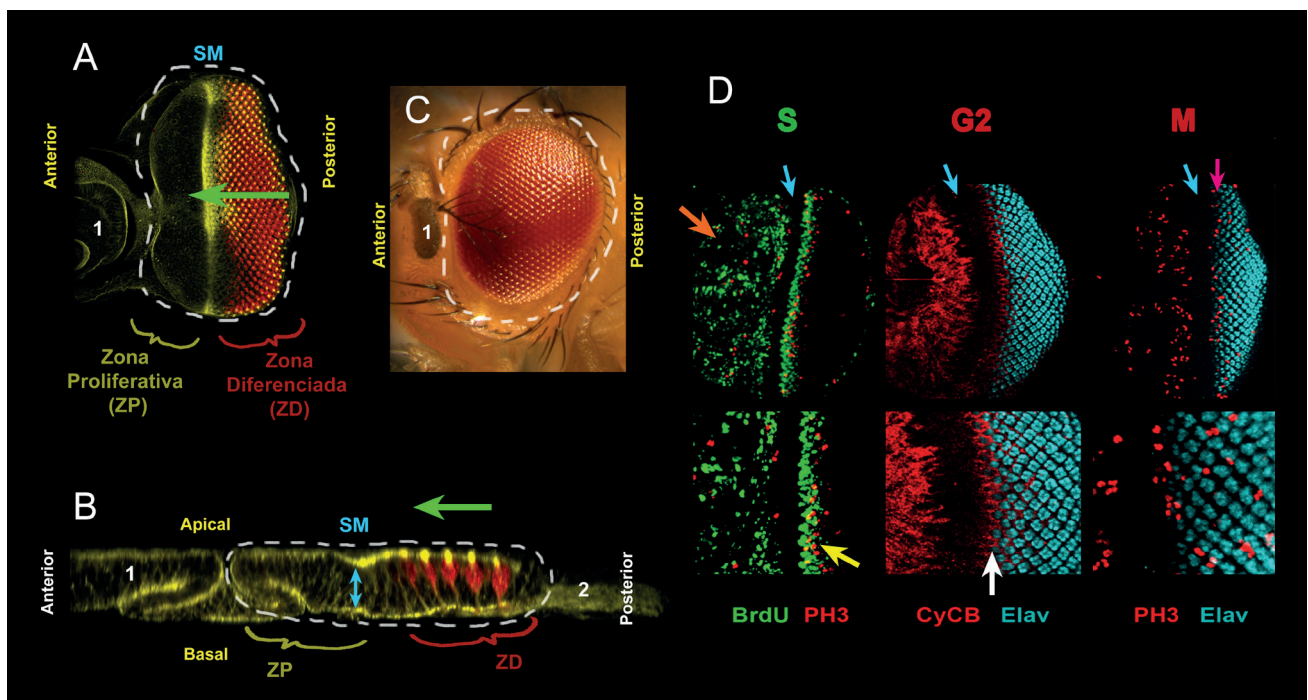 A
SM
Anterior
Posterior
1
Zona
Proliferativa
(ZP)
Zona
Diferenciada
(ZD)
C
Anterior
1
Posterior
B
Apical
SM
Anterior
1
2
Posterior
Basal
ZP
ZD
D
S
G2
M
BrdU PH3
CyCB Elav
PH3 Elav